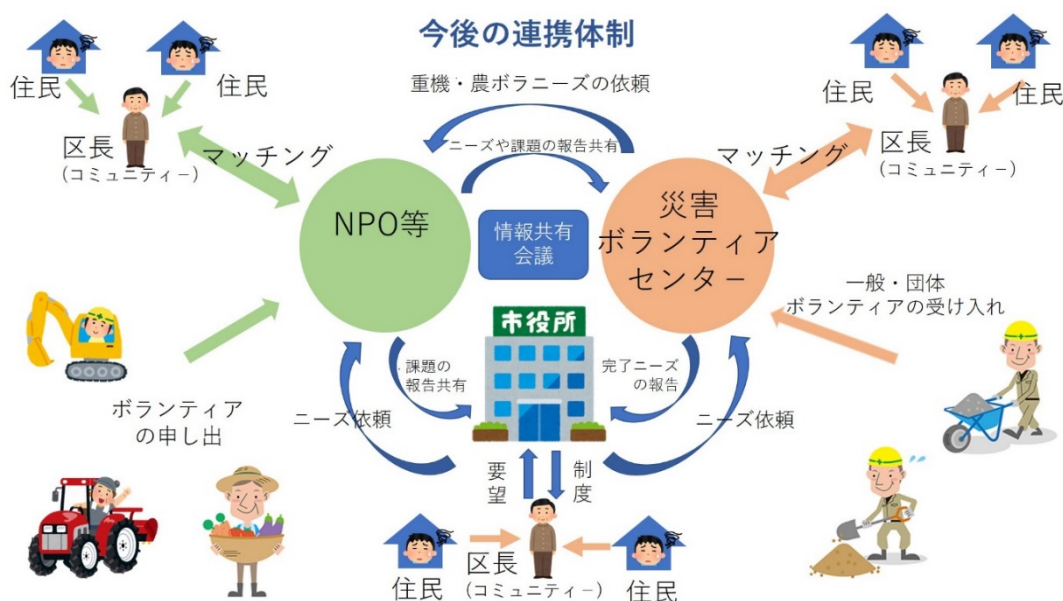 今後の連携体制
住民
住民
区長
(コミュニティー)
マッチング
重機・農ボラニーズの依頼
ニーズや課題の報告共有
マッチング
住民
住民
区長
(コミュニティー)
NPO等
情報共有
会議
災害
ボランティア
センター
一般・団体
ボランティアの受け入れ
市役所
課題の
報告共有
完了ニーズ
の報告
ボランティア
の申し出
ニーズ依頼
ニーズ依頼
要望
制度
住民
区長
(コミュニティー)
住民